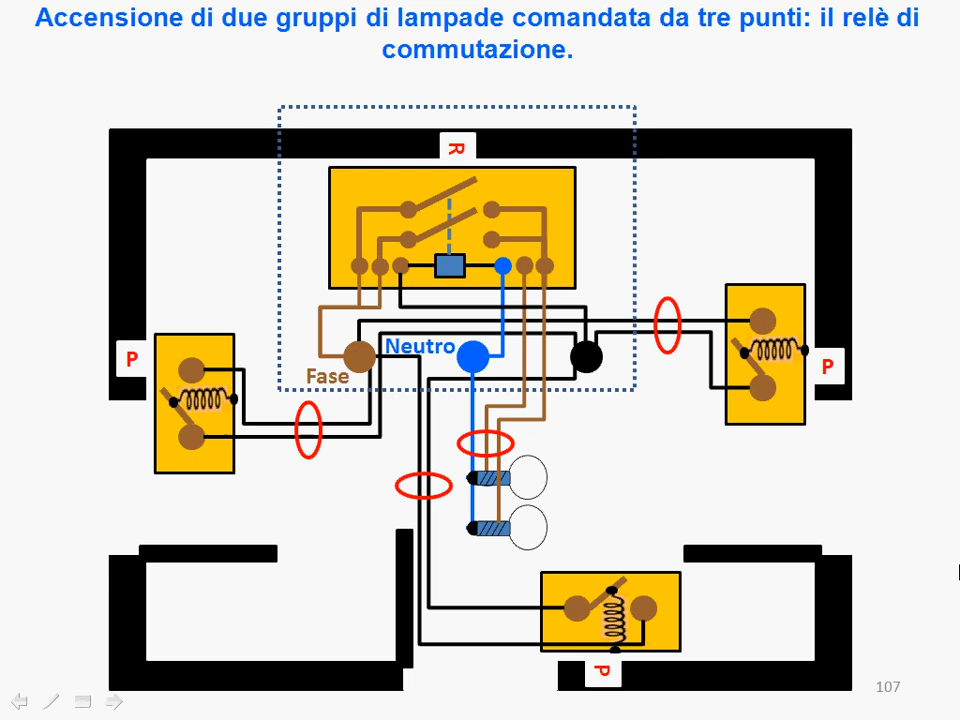 Accensione di due gruppi di lampade comandata da tre punti: il relè di
commutazione.
R
Neutro
Fase
P
P
P
107